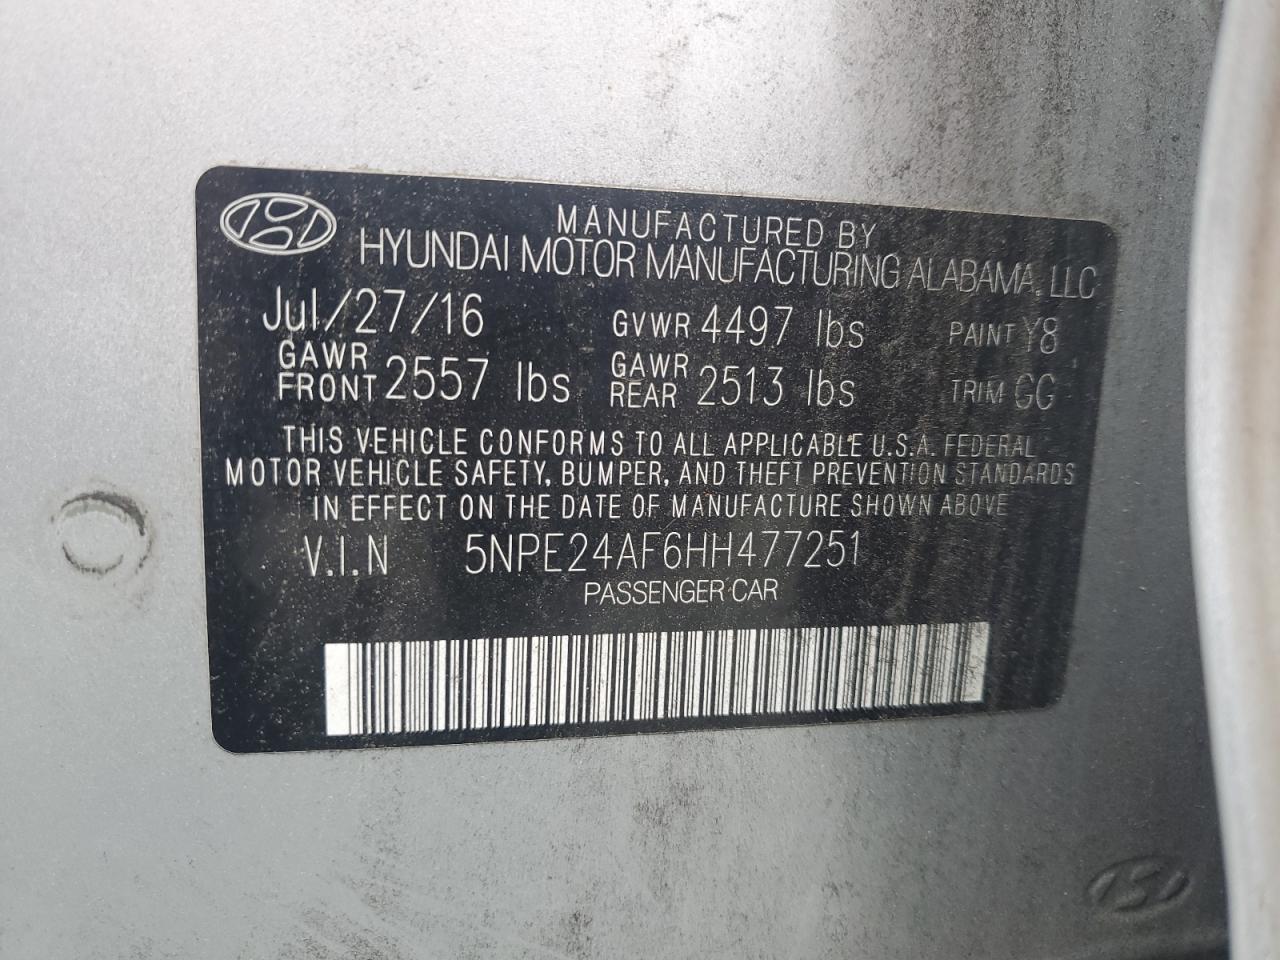 MANUFACTURED BY
HYUNDAI MOTOR MANUFACTURING ALABAMA, LLC
Jul/27/16 GVWR 4497 lbs PAINT Y8
GAWR FRONT 2557 lbs GAWR REAR 2513 lbs TRIM GG
THIS VEHICLE CONFORMS TO ALL APPLICABLE U.S.A. FEDERAL
MOTOR VEHICLE SAFETY, BUMPER, AND THEFT PREVENTION STANDARDS
IN EFFECT ON THE DATE OF MANUFACTURE SHOWN ABOVE
V.I.N 5NPE24AF6HH477251
PASSENGER CAR